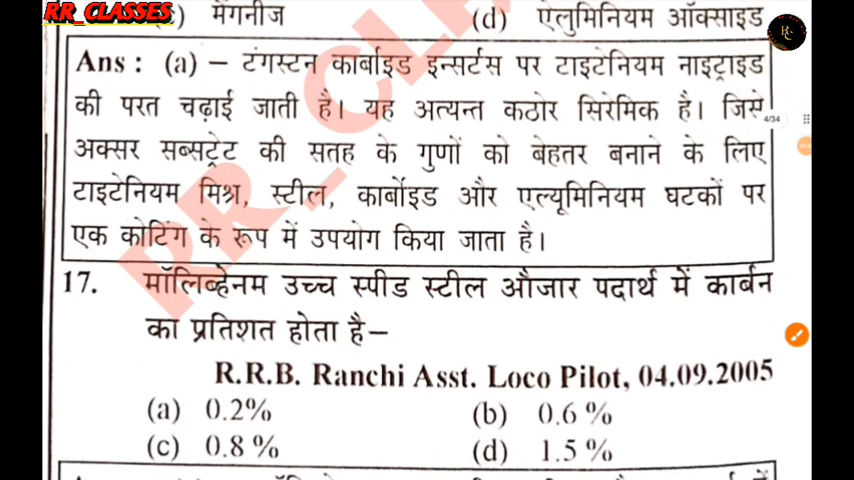 RR_CLASSES
मैंगनीज
(d) ऐलुमिनियम ऑक्साइड
Ans : (a) – टंगस्टन कार्बाइड इन्सर्टस पर टाइटेनियम नाइट्राइड
की परत चढ़ाई जाती है। यह अत्यन्त कठोर सिरेमिक है। जिसे
4/34
अक्सर सब्सट्रेट की सतह के गुणों को बेहतर बनाने के लिए
टाइटेनियम मिश्र, स्टील, कार्बोइड और एल्यूमिनियम घटकों पर
एक कोटिंग के रूप में उपयोग किया जाता है।
17. मॉलिब्डेनम उच्च स्पीड स्टील औजार पदार्थ में कार्बन
का प्रतिशत होता है–
R.R.B. Ranchi Asst. Loco Pilot, 04.09.2005
(a) 0.2% (b) 0.6 %
(c) 0.8 % (d) 1.5 %